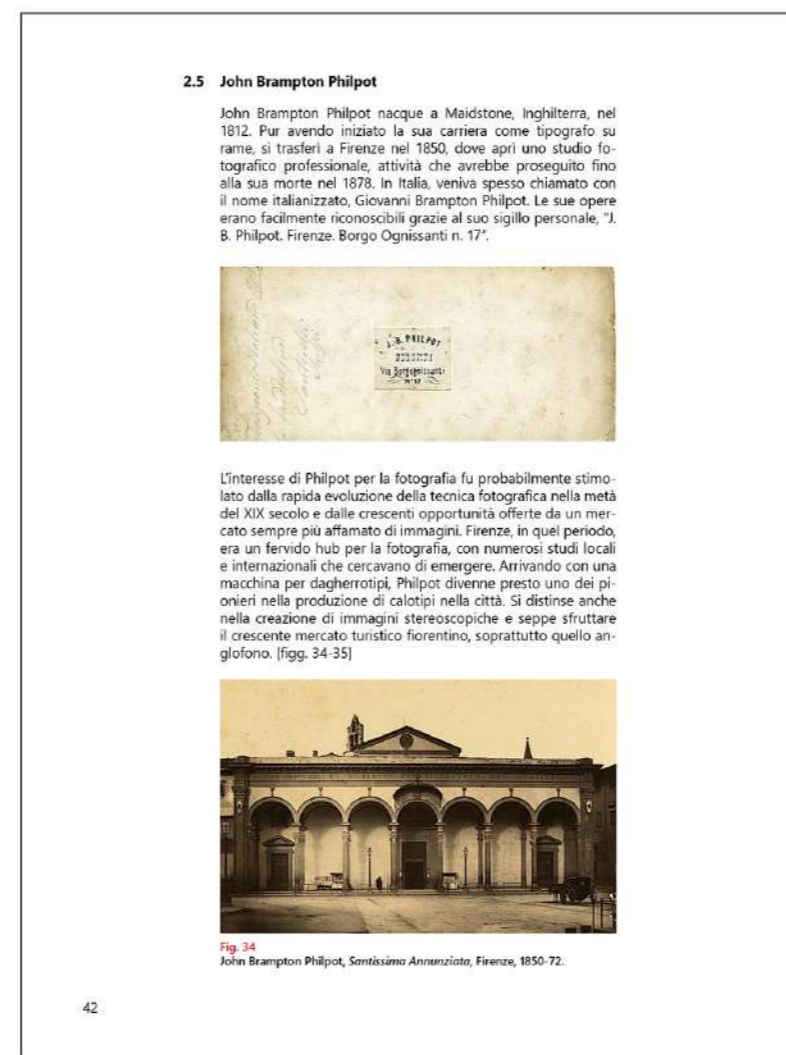 2.5 John Brampton Philpot
John Brampton Philpot nacque a Maidstone, Inghilterra, nel
1812. Pur avendo iniziato la sua carriera come tipografo su
rame, si trasferì a Firenze nel 1850, dove aprì uno studio fo-
tografico professionale, attività che avrebbe proseguito fino
alla sua morte nel 1878. In Italia, veniva spesso chiamato con
il nome italianizzato, Giovanni Brampton Philpot. Le sue opere
erano facilmente riconoscibili grazie al suo sigillo personale, "J.
B. Philpot. Firenze. Borgo Ognissanti n. 17".
J. B. PHILPOT
Via Borgognissanti
N° 17
L'interesse di Philpot per la fotografia fu probabilmente stimo-
lato dalla rapida evoluzione della tecnica fotografica nella metà
del XIX secolo e dalle crescenti opportunità offerte da un mer-
cato sempre più affamato di immagini. Firenze, in quel periodo,
era un fervido hub per la fotografia, con numerosi studi locali
e internazionali che cercavano di emergere. Arrivando con una
macchina per dagherrotipi, Philpot divenne presto uno dei pi-
onieri nella produzione di calotipi nella città. Si distinse anche
nella creazione di immagini stereoscopiche e seppe sfruttare
il crescente mercato turistico fiorentino, soprattutto quello an-
glofono. [figg. 34-35]
Fig. 34
John Brampton Philpot, Santissima Annunziata, Firenze, 1850-72.
42